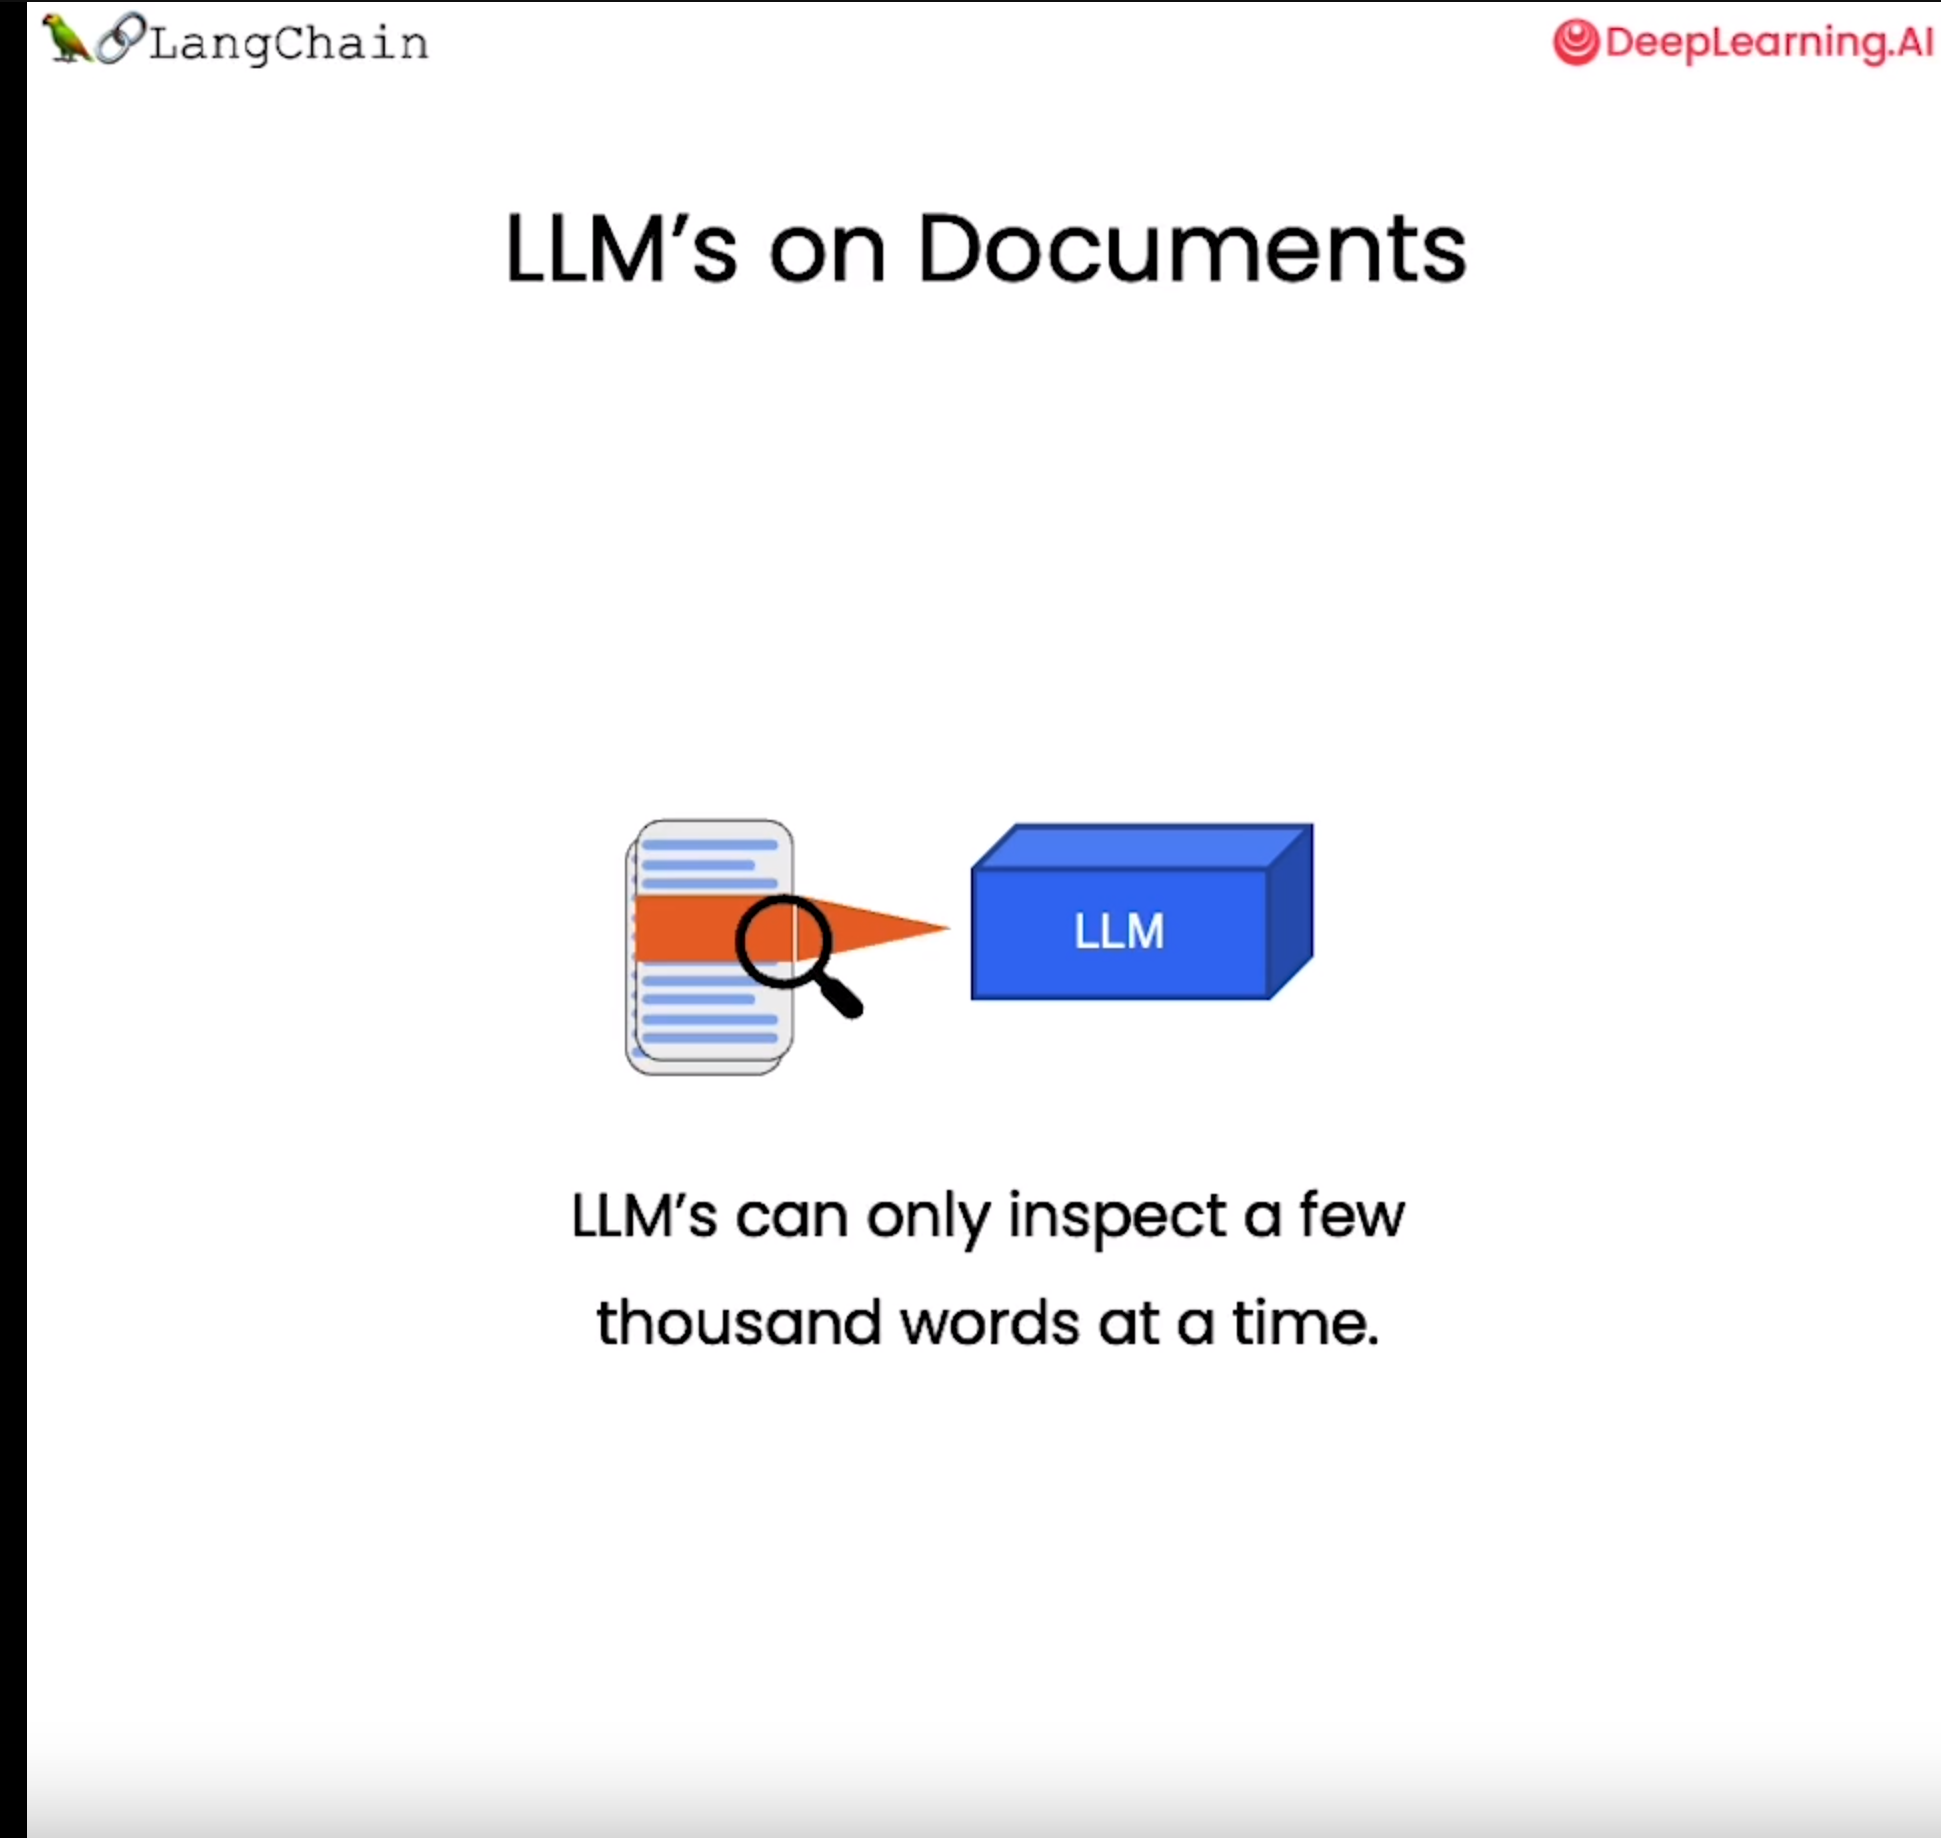 LangChain
DeepLearning.AI
LLM’s on Documents
LLM
LLM’s can only inspect a few
thousand words at a time.